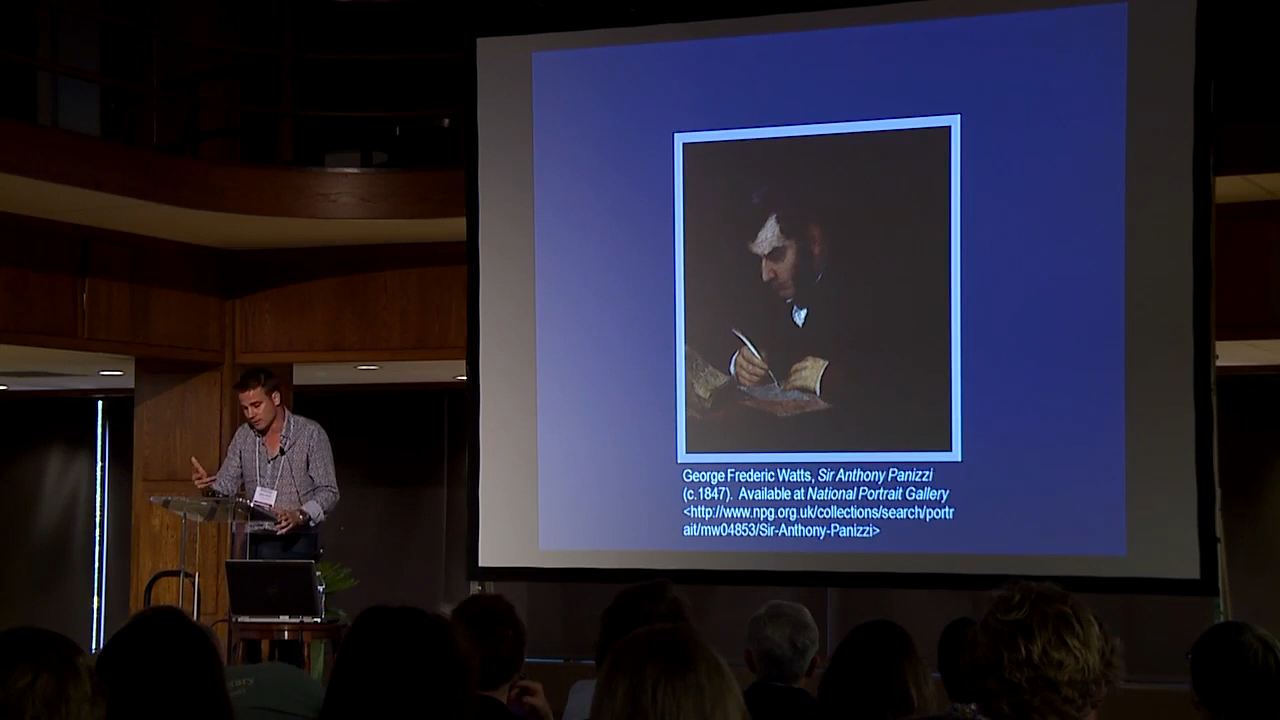 George Frederic Watts, Sir Anthony Panizzi
(c.1847). Available at National Portrait Gallery
<http://www.npg.org.uk/collections/search/portr
ait/mw04853/Sir-Anthony-Panizzi>